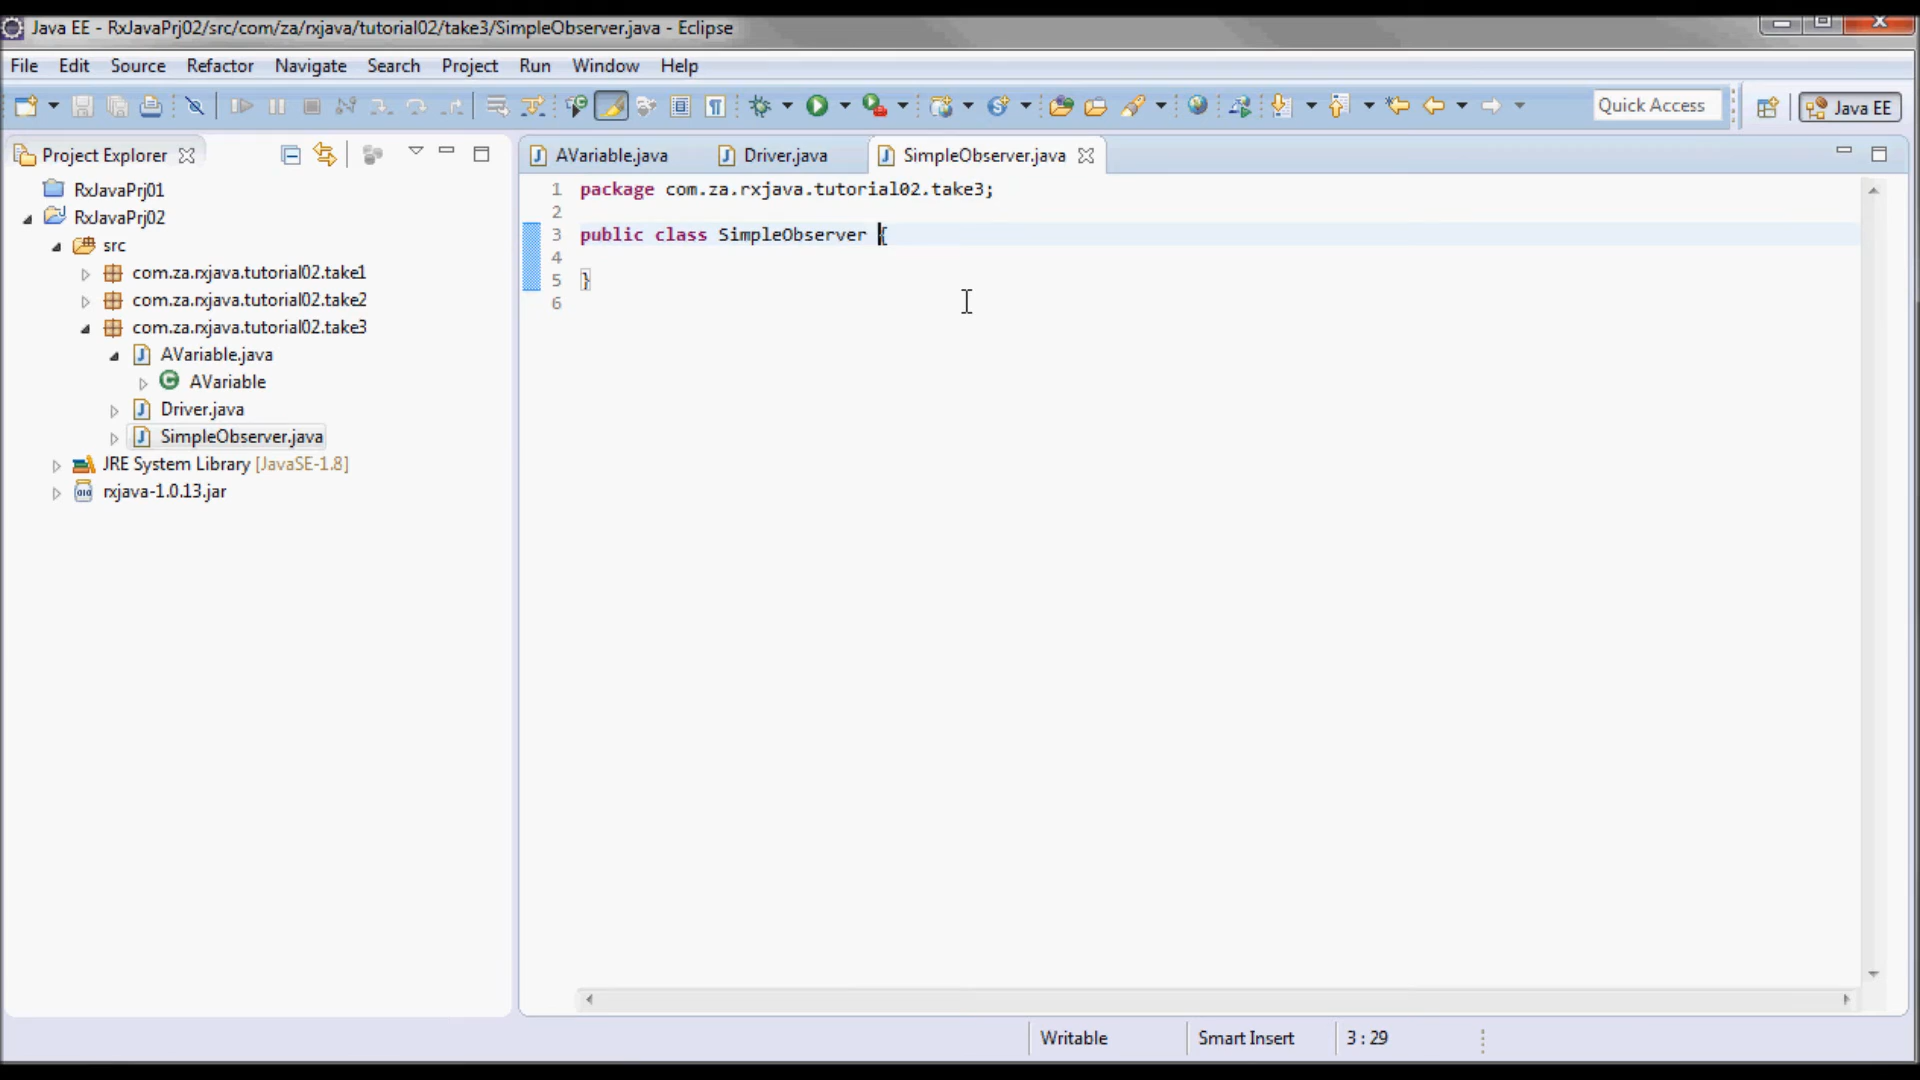 Java EE - RxJavaPrj02/src/com/za/rxjava/tutorial02/take3/SimpleObserver.java - Eclipse
File Edit Source Refactor Navigate Search Project Run Window Help
Quick Access
Java EE
Project Explorer
RxJavaPrj01
RxJavaPrj02
src
com.za.rxjava.tutorial02.take1
com.za.rxjava.tutorial02.take2
com.za.rxjava.tutorial02.take3
AVariable.java
AVariable
Driver.java
SimpleObserver.java
JRE System Library [JavaSE-1.8]
rxjava-1.0.13.jar
AVariable.java Driver.java SimpleObserver.java
1 package com.za.rxjava.tutorial02.take3;
2
3 public class SimpleObserver {
4
5 }
6
Writable Smart Insert 3 : 29